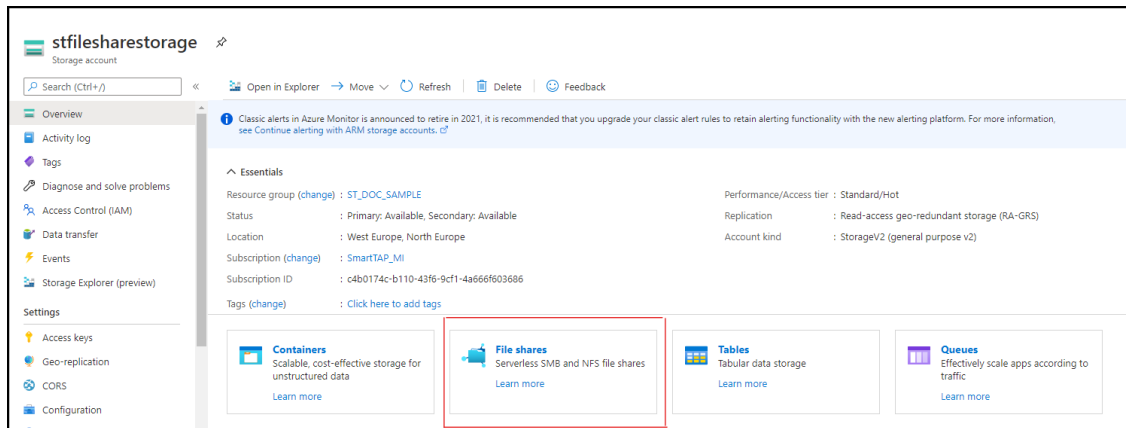 stfilesharestorage
Storage account
Search (Ctrl+/)
«
Open in Explorer
Move
Refresh
Delete
Feedback
Overview
Activity log
Tags
Diagnose and solve problems
Access Control (IAM)
Data transfer
Events
Storage Explorer (preview)
Settings
Access keys
Geo-replication
CORS
Configuration
Classic alerts in Azure Monitor is announced to retire in 2021, it is recommended that you upgrade your classic alert rules to retain alerting functionality with the new alerting platform. For more information,
see Continue alerting with ARM storage accounts.
Essentials
Resource group (change) : ST_DOC_SAMPLE
Status : Primary: Available, Secondary: Available
Location : West Europe, North Europe
Subscription (change) : SmartTAP_MI
Subscription ID : c4b0174c-b110-43f6-9cf1-4a666f603686
Tags (change) : Click here to add tags
Performance/Access tier : Standard/Hot
Replication : Read-access geo-redundant storage (RA-GRS)
Account kind : StorageV2 (general purpose v2)
Containers
Scalable, cost-effective storage for
unstructured data
Learn more
File shares
Serverless SMB and NFS file shares
Learn more
Tables
Tabular data storage
Learn more
Queues
Effectively scale apps according to
traffic
Learn more